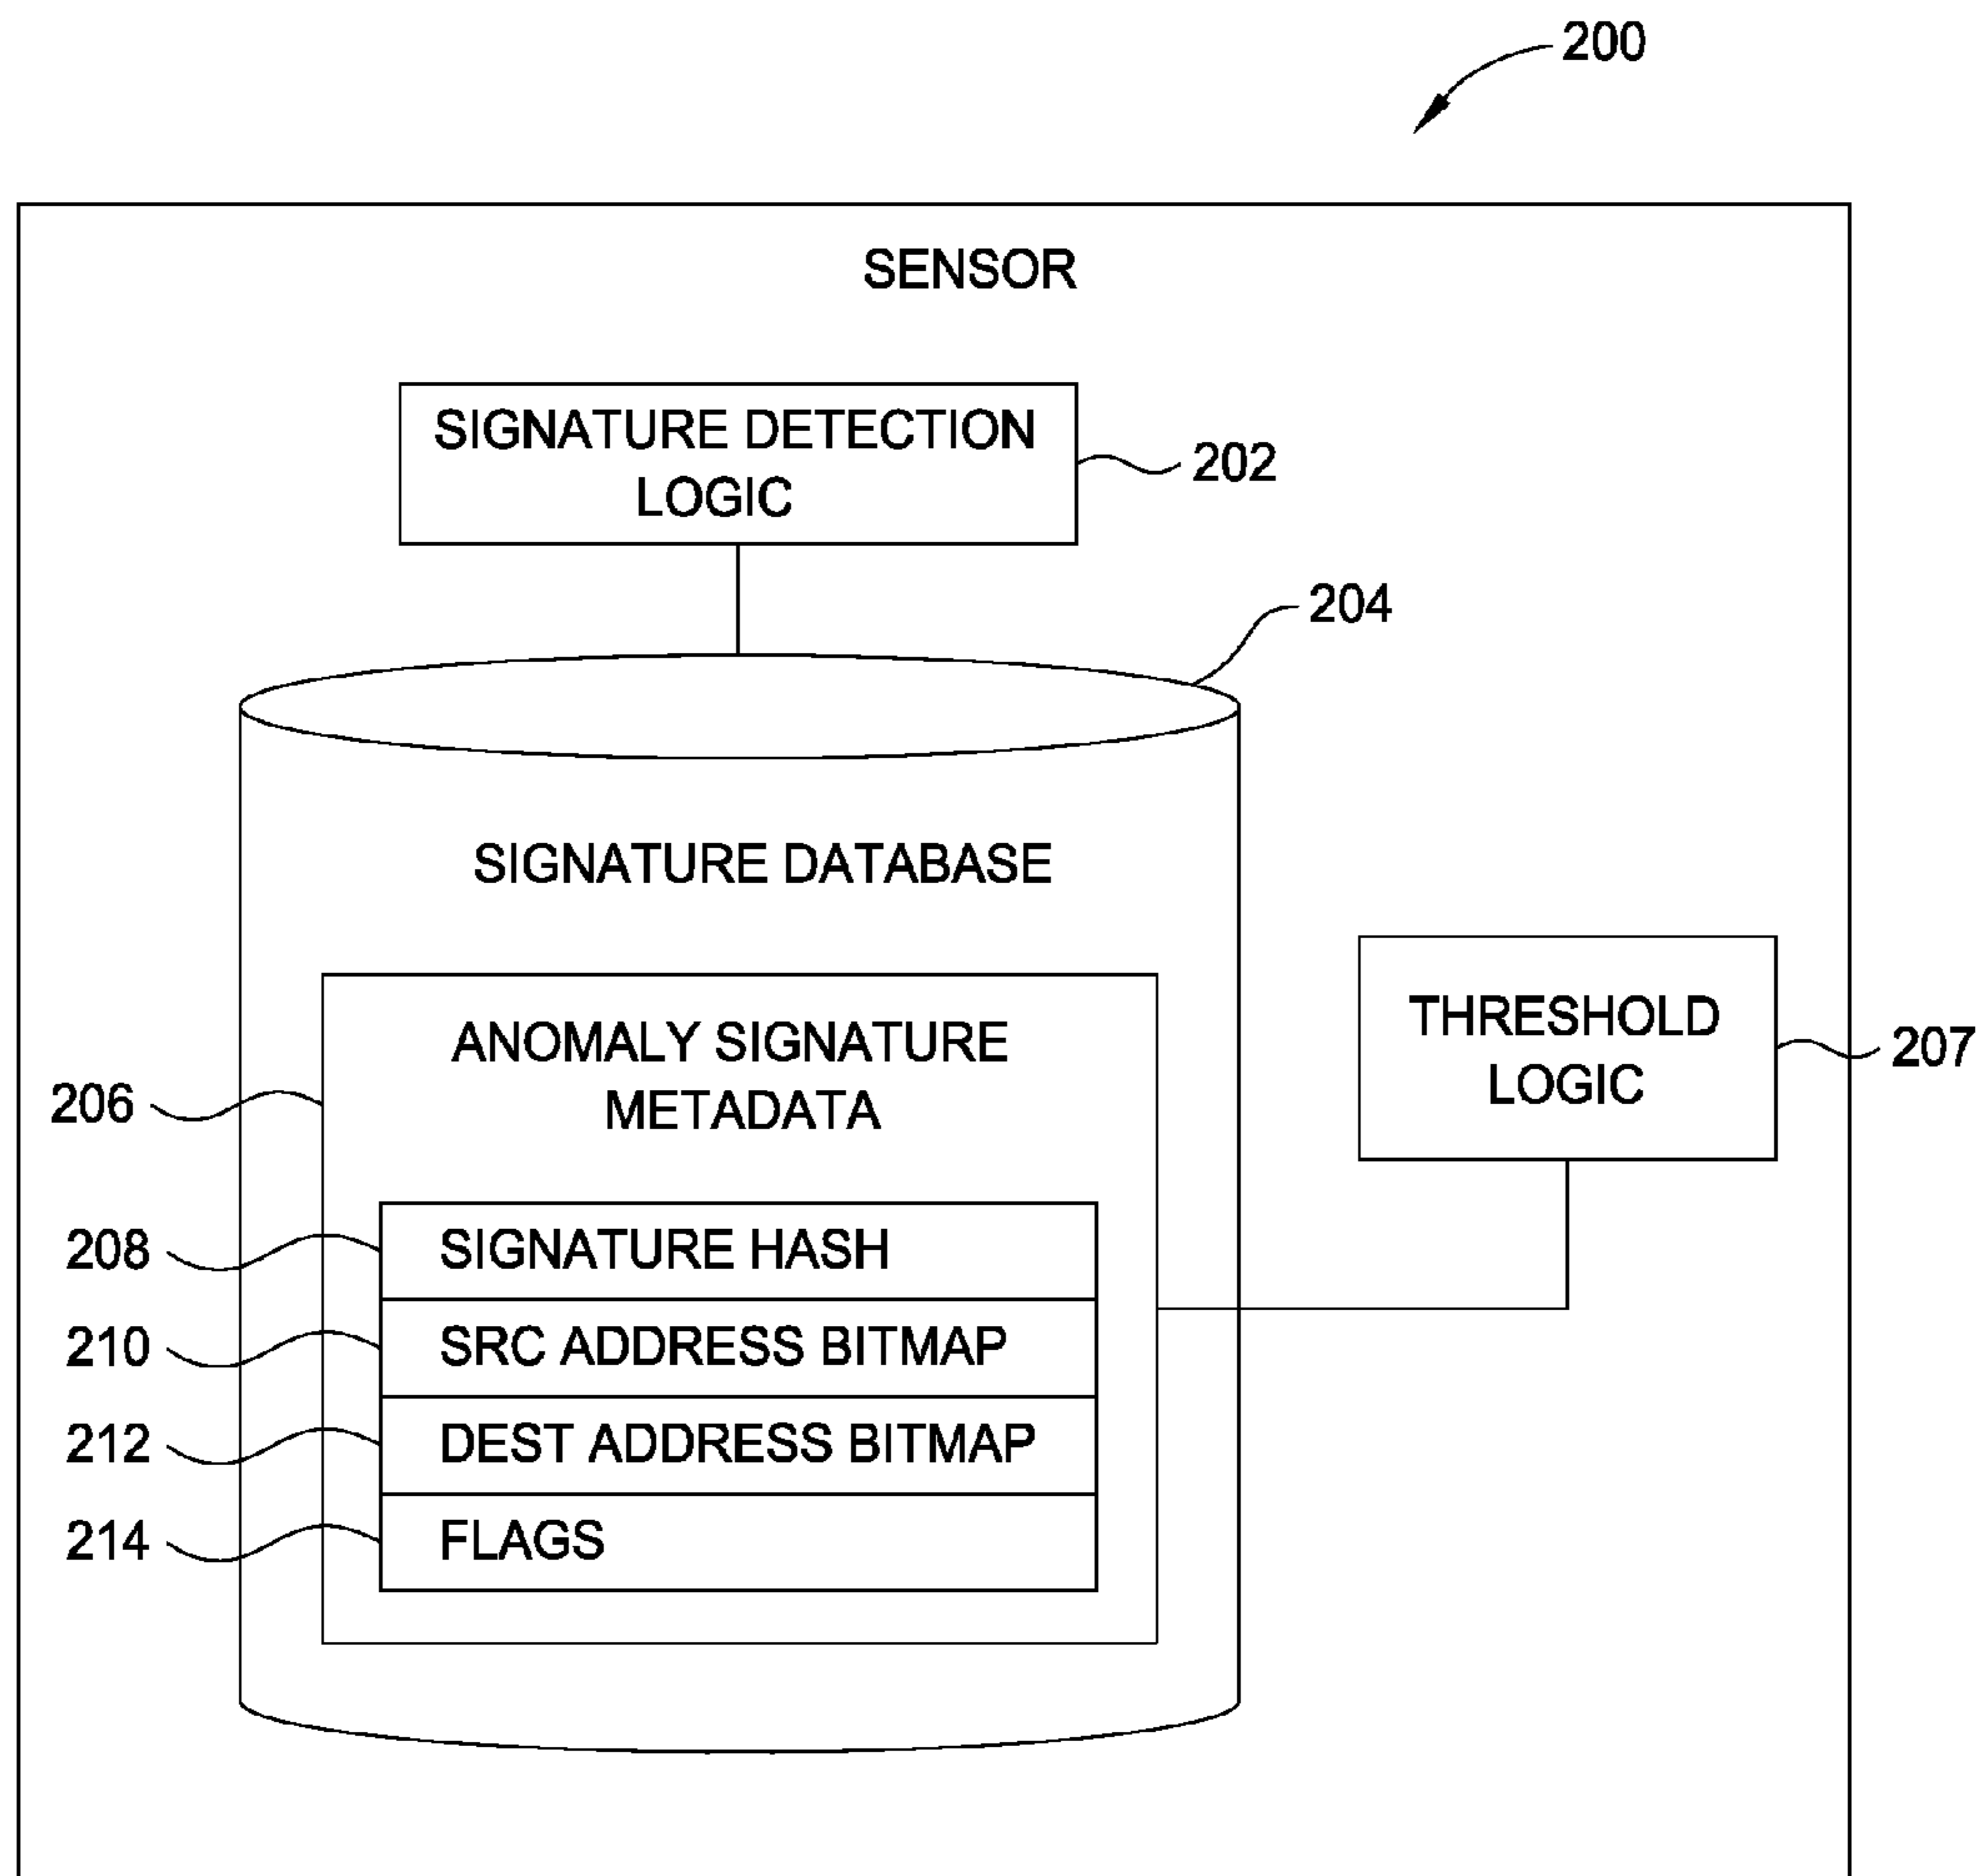 200
SENSOR
SIGNATURE DETECTION
LOGIC
202
204
SIGNATURE DATABASE
ANOMALY SIGNATURE
METADATA
206
THRESHOLD
LOGIC
207
208
SIGNATURE HASH
210
SRC ADDRESS BITMAP
212
DEST ADDRESS BITMAP
214
FLAGS